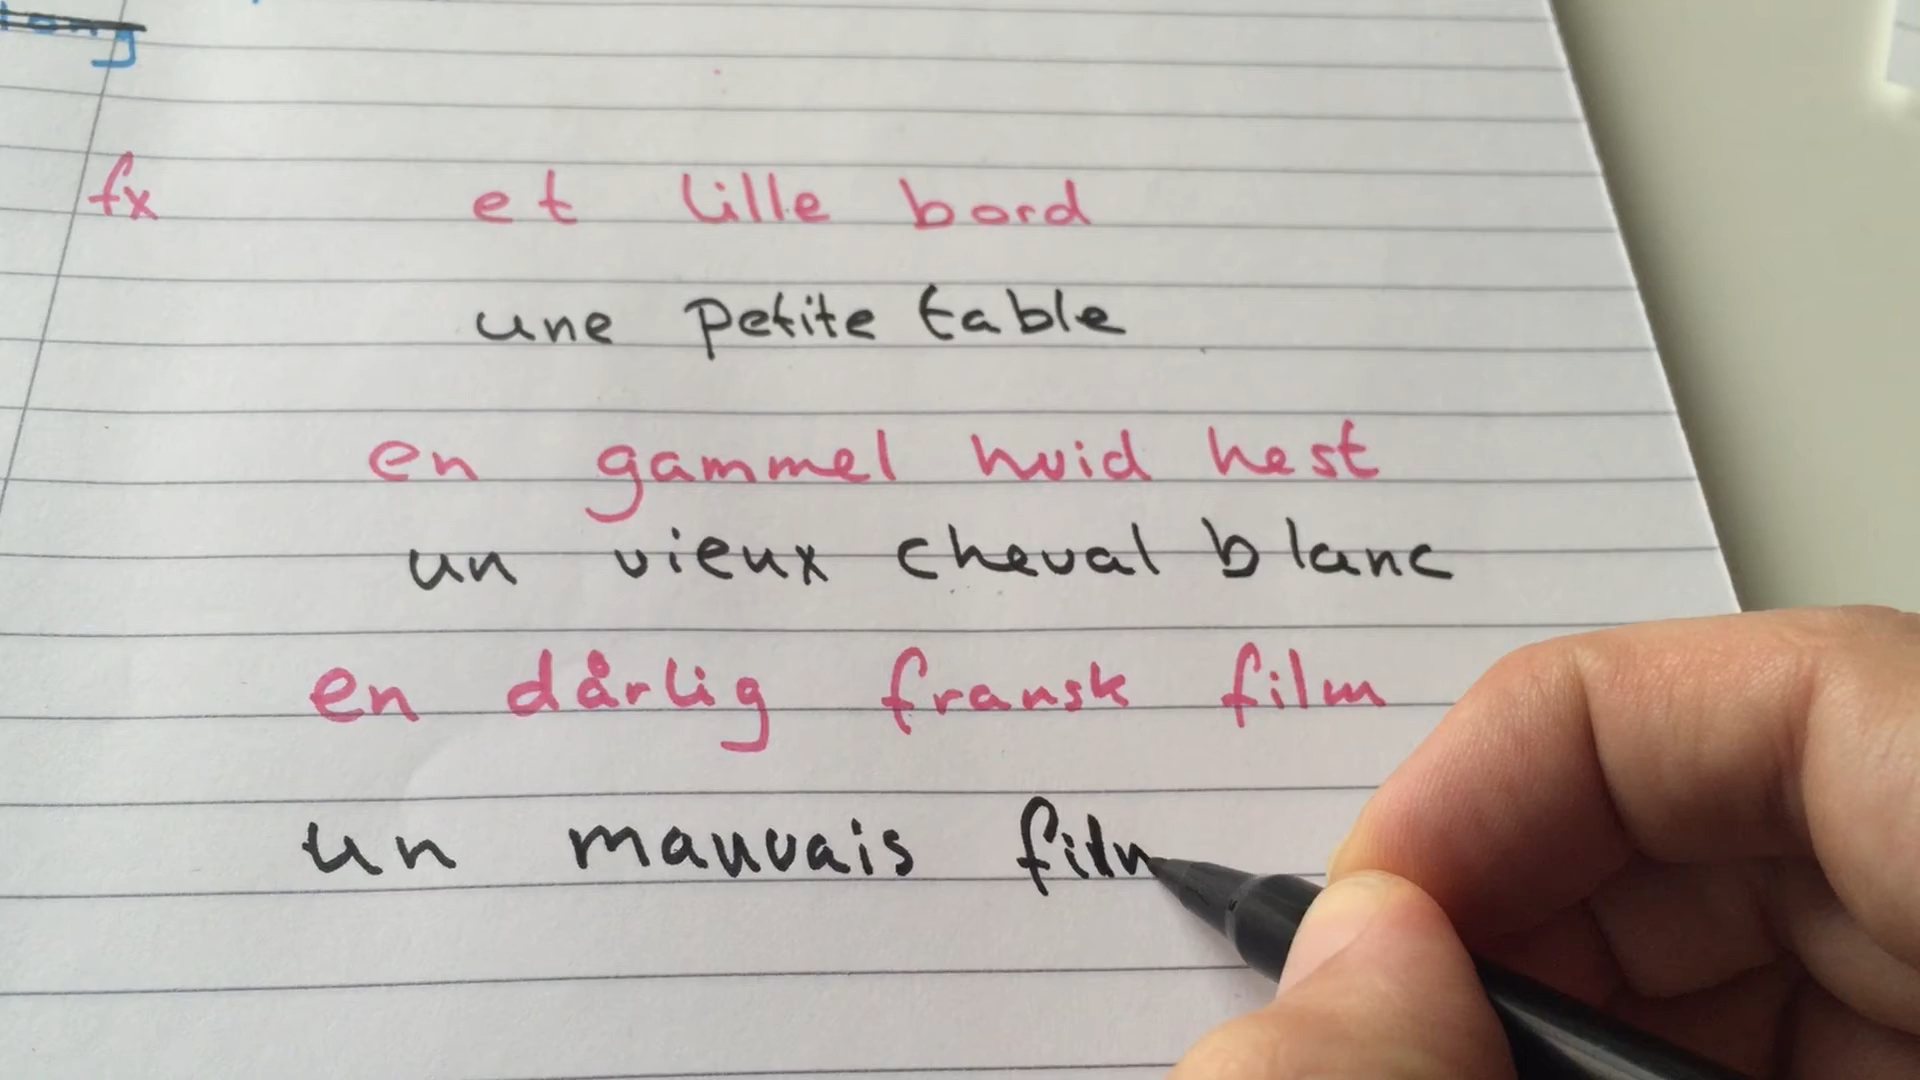 fx et lille bord
une petite table
en gammel hvid hest
un vieux cheval blanc
en dårlig fransk film
un mauvais film